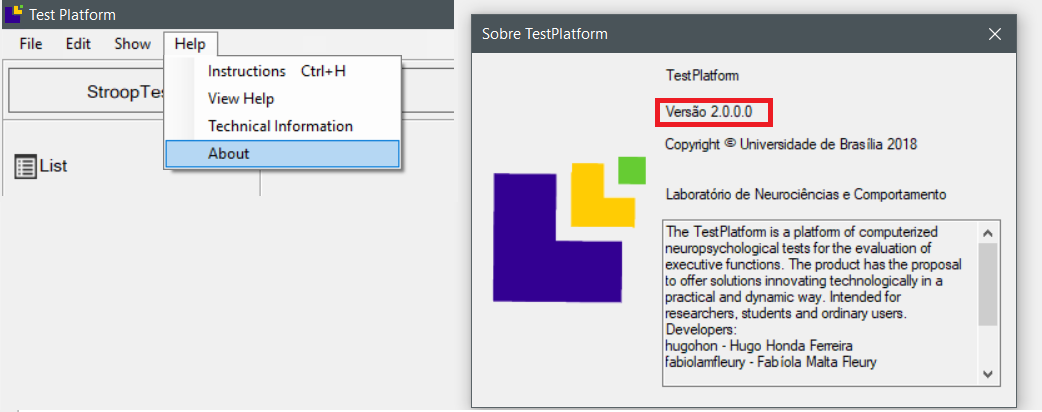 Test Platform
File Edit Show Help
Instructions Ctrl+H
View Help
Technical Information
About
List
Sobre TestPlatform
TestPlatform
Versão 2.0.0.0
Copyright © Universidade de Brasília 2018
Laboratório de Neurociências e Comportamento
The TestPlatform is a platform of computerized
neuropsychological tests for the evaluation of
executive functions. The product has the proposal
to offer solutions innovating technologically in a
practical and dynamic way. Intended for
researchers, students and ordinary users.
Developers:
hugohon - Hugo Honda Ferreira
fabiolamfleury - Fabíola Malta Fleury